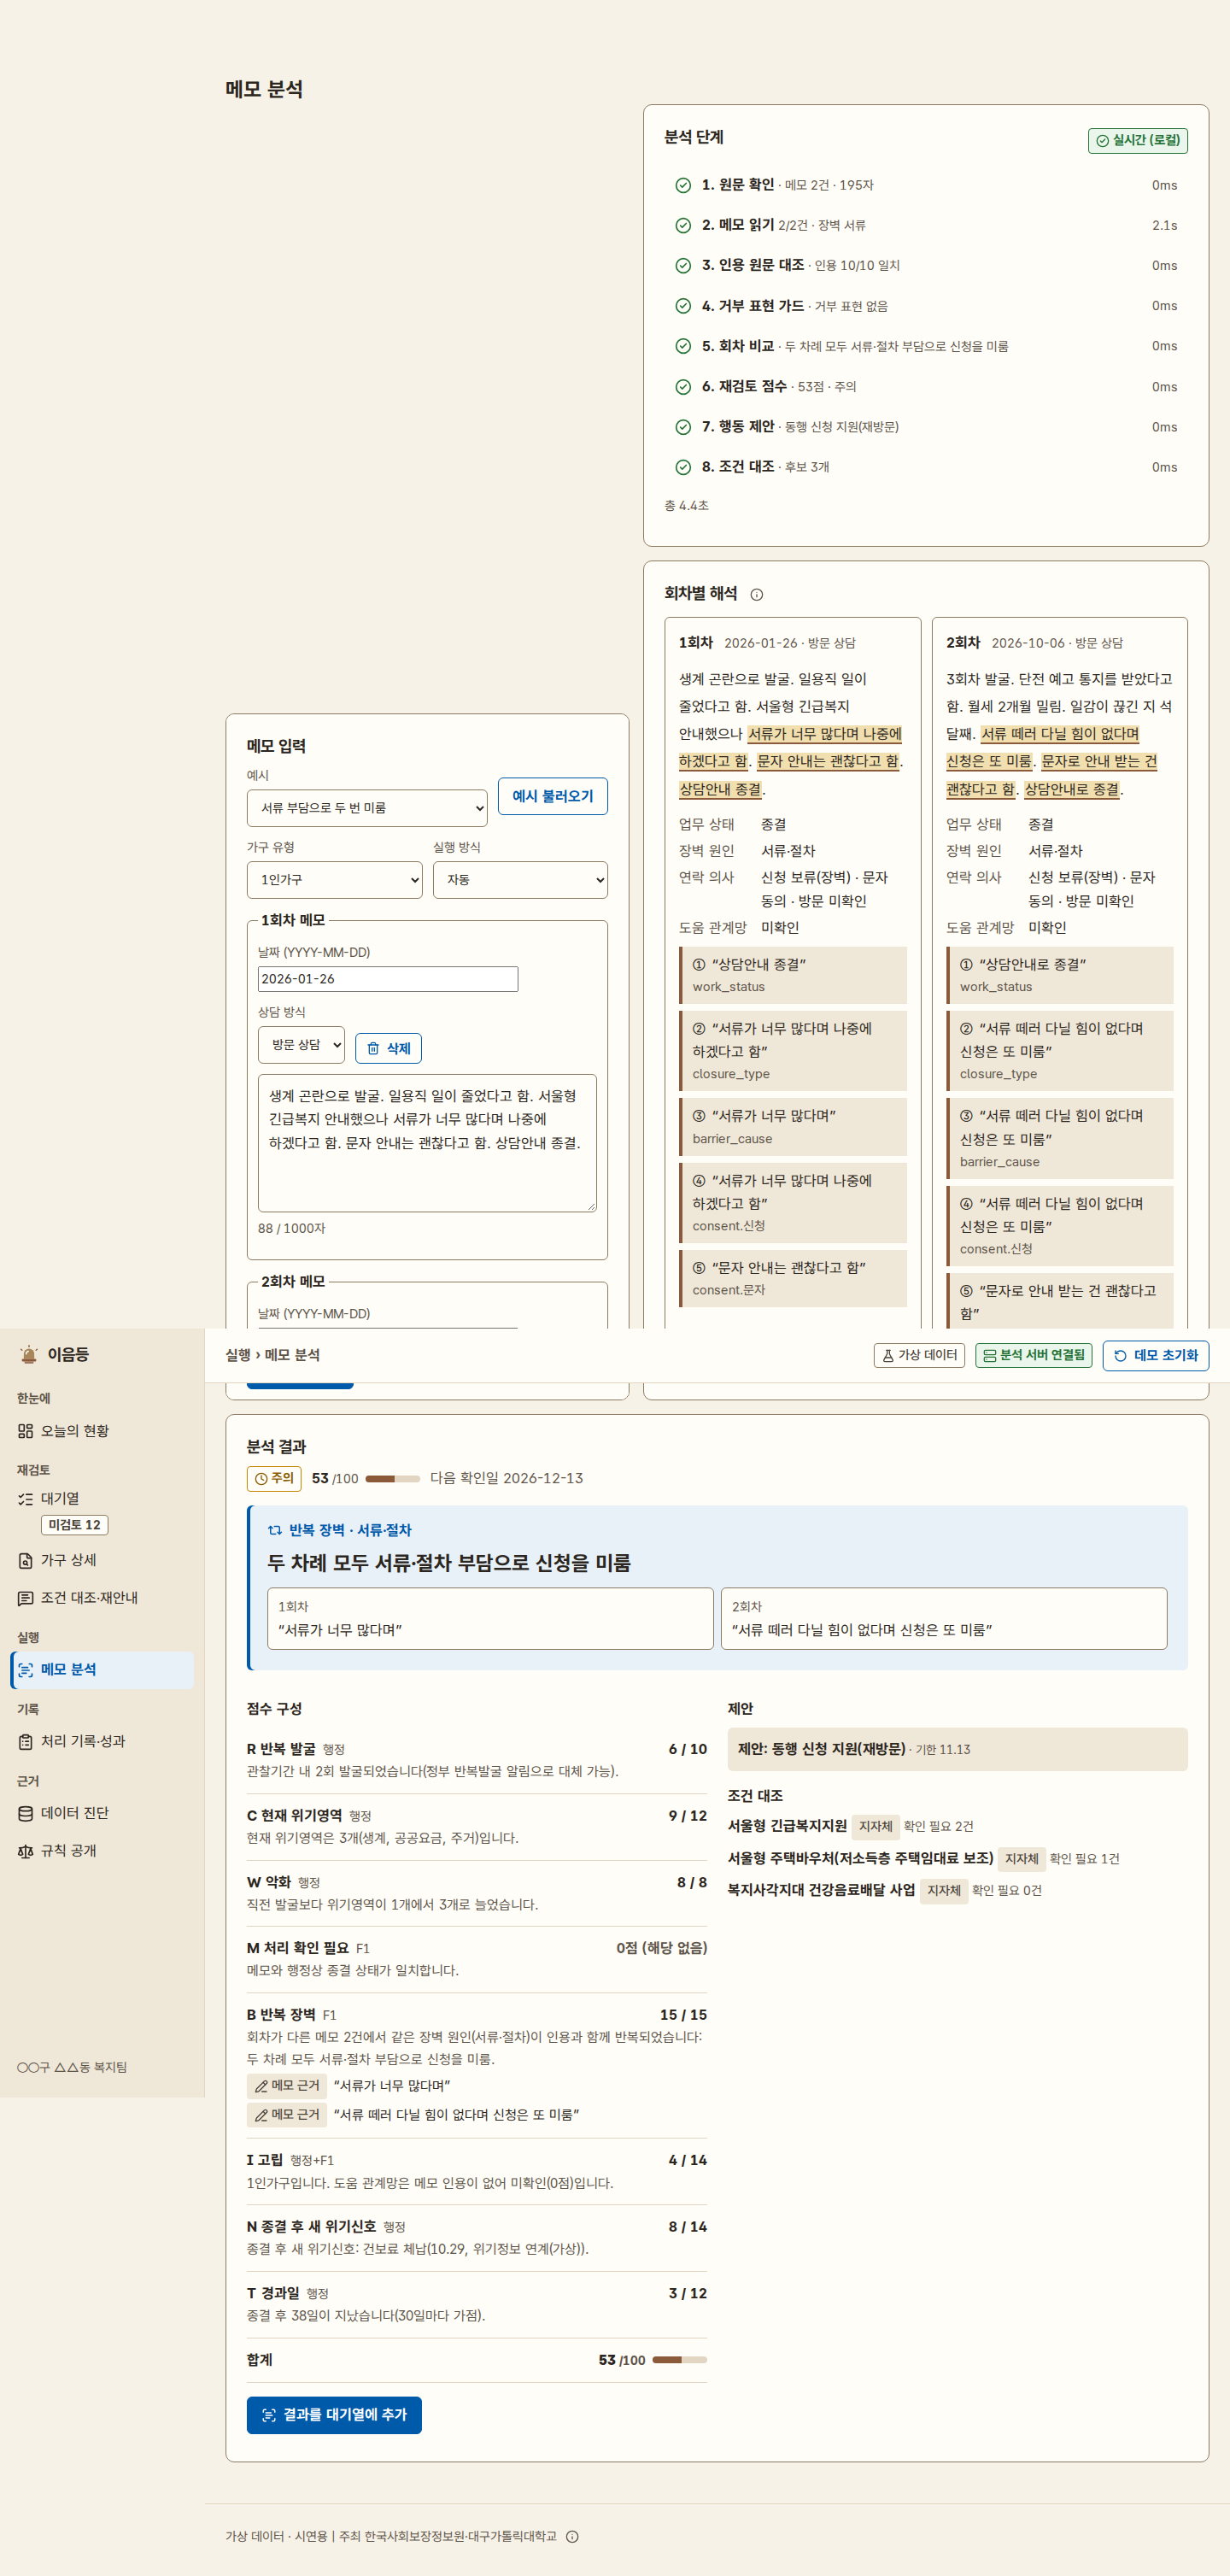 메모 분석
분석 단계
실시간 (로컬)
1. 원문 확인 · 메모 2건 · 195자
0ms
2. 메모 읽기 2/2건 · 장벽 서류
2.1s
3. 인용 원문 대조 · 인용 10/10 일치
0ms
4. 거부 표현 가드 · 거부 표현 없음
0ms
5. 회차 비교 · 두 차례 모두 서류·절차 부담으로 신청을 미룸
0ms
6. 재검토 점수 · 53점 · 주의
0ms
7. 행동 제안 · 동행 신청 지원(재방문)
0ms
8. 조건 대조 · 후보 3개
0ms
총 4.4초
회차별 해석
1회차 2026-01-26 · 방문 상담
생계 곤란으로 발굴. 일용직 일이
줄었다고 함. 서울형 긴급복지
안내했으나 서류가 너무 많다며 나중에
하겠다고 함. 문자 안내는 괜찮다고 함.
상담안내 종결.
업무 상태 종결
장벽 원인 서류·절차
연락 의사 신청 보류(장벽) · 문자
동의 · 방문 미확인
도움 관계망 미확인
① “상담안내 종결”
work_status
② “서류가 너무 많다며 나중에
하겠다고 함”
closure_type
③ “서류가 너무 많다며”
barrier_cause
④ “서류가 너무 많다며 나중에
하겠다고 함”
consent.신청
⑤ “문자 안내는 괜찮다고 함”
consent.문자
2회차 2026-10-06 · 방문 상담
3회차 발굴. 단전 예고 통지를 받았다고
함. 월세 2개월 밀림. 일감이 끊긴 지 석
달째. 서류 떼러 다닐 힘이 없다며
신청은 또 미룸. 문자로 안내 받는 건
괜찮다고 함. 상담안내로 종결.
업무 상태 종결
장벽 원인 서류·절차
연락 의사 신청 보류(장벽) · 문자
동의 · 방문 미확인
도움 관계망 미확인
① “상담안내로 종결”
work_status
② “서류 떼러 다닐 힘이 없다며
신청은 또 미룸”
closure_type
③ “서류 떼러 다닐 힘이 없다며
신청은 또 미룸”
barrier_cause
④ “서류 떼러 다닐 힘이 없다며
신청은 또 미룸”
consent.신청
⑤ “문자로 안내 받는 건 괜찮다고
함”
메모 입력
예시
서류 부담으로 두 번 미룸
예시 불러오기
가구 유형
1인가구
실행 방식
자동
1회차 메모
날짜 (YYYY-MM-DD)
2026-01-26
상담 방식
방문 상담
삭제
생계 곤란으로 발굴. 일용직 일이 줄었다고 함. 서울형
긴급복지 안내했으나 서류가 너무 많다며 나중에
하겠다고 함. 문자 안내는 괜찮다고 함. 상담안내 종결.
88 / 1000자
2회차 메모
날짜 (YYYY-MM-DD)
이음등
한눈에
오늘의 현황
재검토
대기열
미검토 12
가구 상세
조건 대조·재안내
실행
메모 분석
기록
처리 기록·성과
근거
데이터 진단
규칙 공개
○○구 △△동 복지팀
실행 › 메모 분석
가상 데이터
분석 서버 연결됨
데모 초기화
분석 결과
주의 53 /100 다음 확인일 2026-12-13
반복 장벽 · 서류·절차
두 차례 모두 서류·절차 부담으로 신청을 미룸
1회차
“서류가 너무 많다며”
2회차
“서류 떼러 다닐 힘이 없다며 신청은 또 미룸”
점수 구성
R 반복 발굴 행정 6 / 10
관찰기간 내 2회 발굴되었습니다(정부 반복발굴 알림으로 대체 가능).
C 현재 위기영역 행정 9 / 12
현재 위기영역은 3개(생계, 공공요금, 주거)입니다.
W 악화 행정 8 / 8
직전 발굴보다 위기영역이 1개에서 3개로 늘었습니다.
M 처리 확인 필요 F1 0점 (해당 없음)
메모와 행정상 종결 상태가 일치합니다.
B 반복 장벽 F1 15 / 15
회차가 다른 메모 2건에서 같은 장벽 원인(서류·절차)이 인용과 함께 반복되었습니다:
두 차례 모두 서류·절차 부담으로 신청을 미룸.
메모 근거 “서류가 너무 많다며”
메모 근거 “서류 떼러 다닐 힘이 없다며 신청은 또 미룸”
I 고립 행정+F1 4 / 14
1인가구입니다. 도움 관계망은 메모 인용이 없어 미확인(0점)입니다.
N 종결 후 새 위기신호 행정 8 / 14
종결 후 새 위기신호: 건보료 체납(10.29, 위기정보 연계(가상)).
T 경과일 행정 3 / 12
종결 후 38일이 지났습니다(30일마다 가점).
합계 53 /100
결과를 대기열에 추가
제안
제안: 동행 신청 지원(재방문) · 기한 11.13
조건 대조
서울형 긴급복지지원 지자체 확인 필요 2건
서울형 주택바우처(저소득층 주택임대료 보조) 지자체 확인 필요 1건
복지사각지대 건강음료배달 사업 지자체 확인 필요 0건
가상 데이터 · 시연용 | 주최 한국사회보장정보원·대구가톨릭대학교